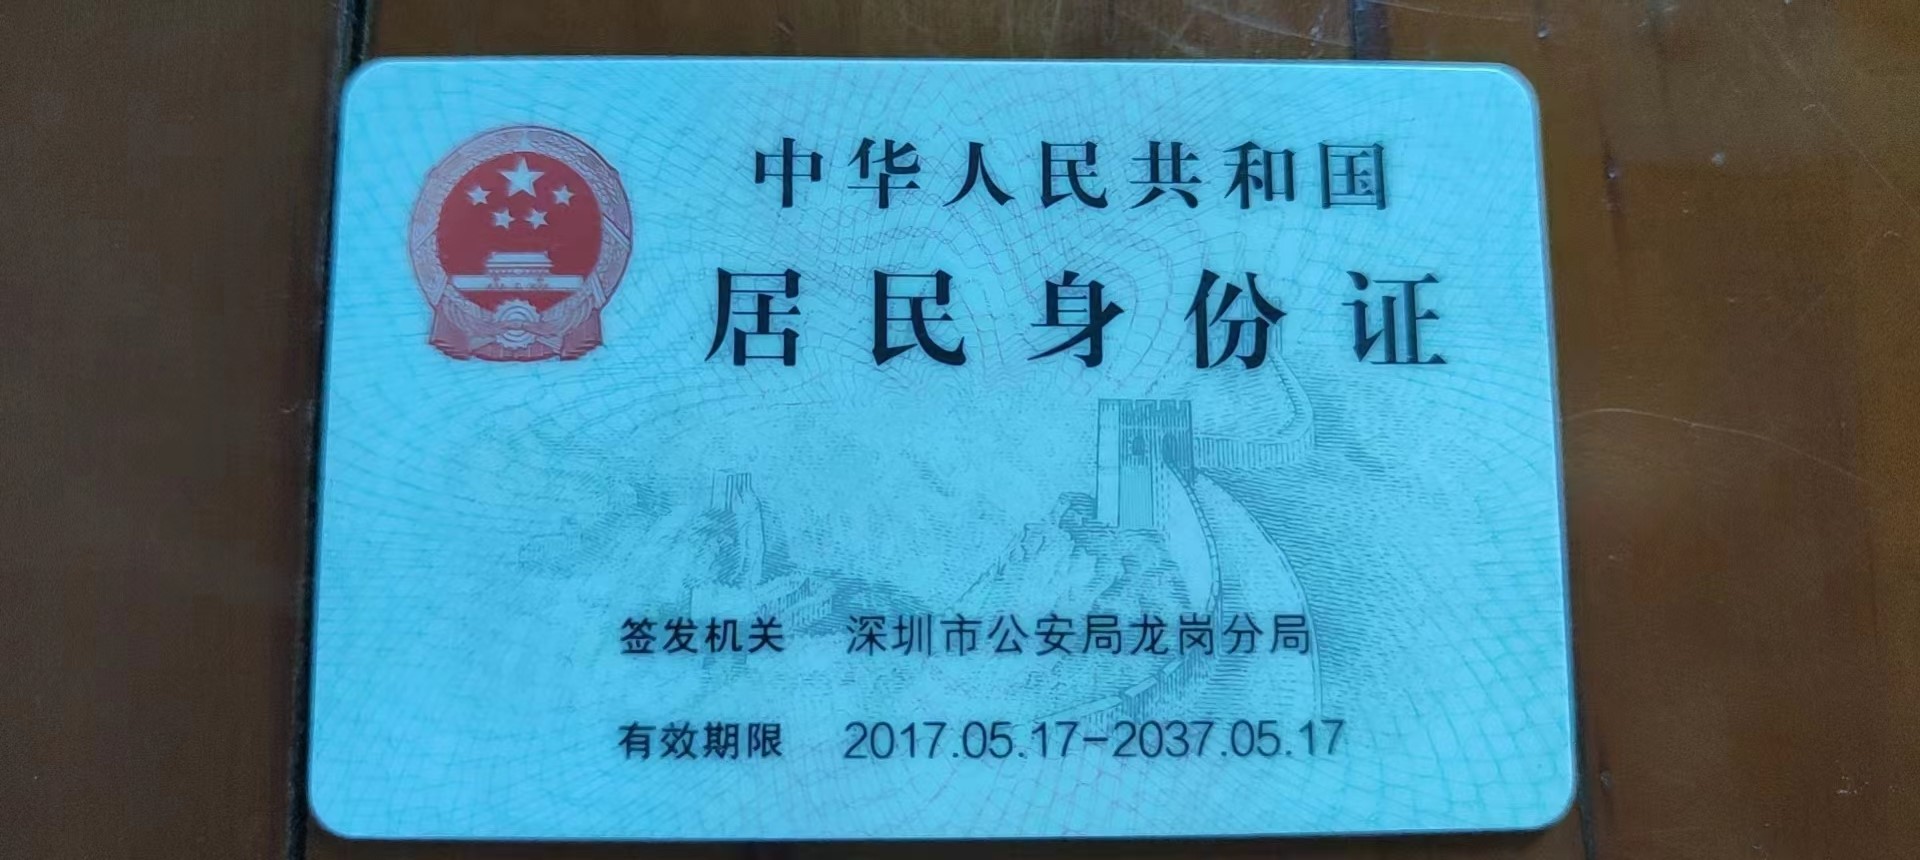 中华人民共和国
居民身份证
签发机关 深圳市公安局龙岗分局
有效期限 2017.05.17-2037.05.17